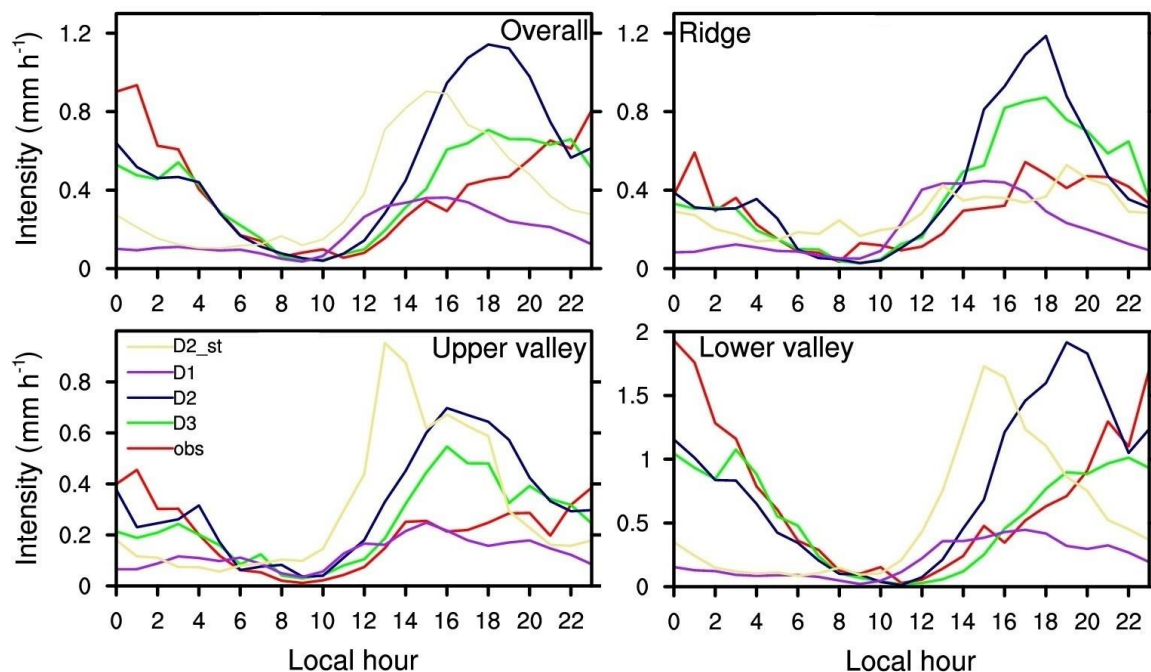 Overall
Intensity (mm h-1)
1.2
0.8
0.4
0
0 2 4 6 8 10 12 14 16 18 20 22
Ridge
1.2
0.8
0.4
0
0 2 4 6 8 10 12 14 16 18 20 22
Upper valley
D2_st
D1
D2
D3
obs
Intensity (mm h-1)
0.8
0.6
0.4
0.2
0
0 2 4 6 8 10 12 14 16 18 20 22
Local hour
Lower valley
2
1.5
1
0.5
0
0 2 4 6 8 10 12 14 16 18 20 22
Local hour